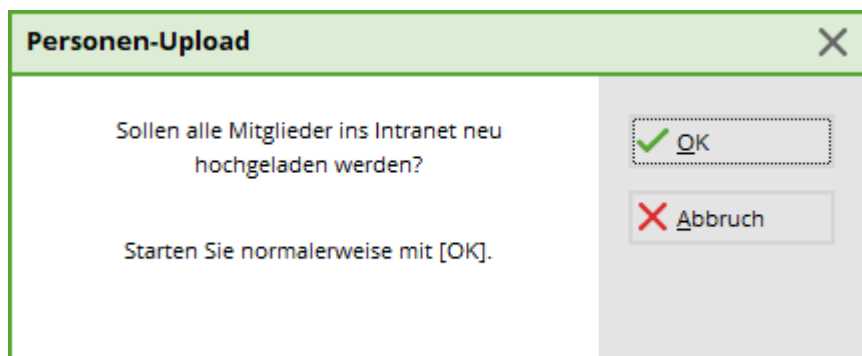 Personen-Upload
Sollen alle Mitglieder ins Intranet neu
hochgeladen werden?
Starten Sie normalerweise mit [OK].
OK
Abbruch